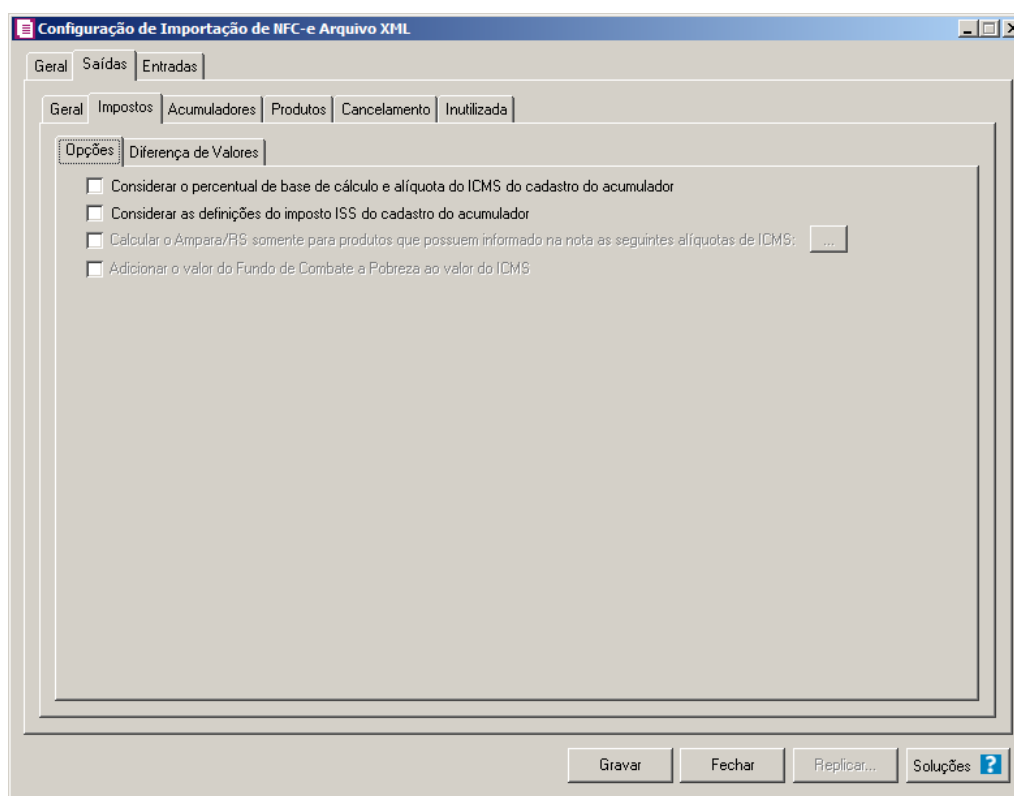 Configuração de Importação de NFC-e Arquivo XML
Geral Saídas Entradas
Geral Impostos Acumuladores Produtos Cancelamento Inutilizada
Opções Diferença de Valores
Considerar o percentual de base de cálculo e alíquota do ICMS do cadastro do acumulador
Considerar as definições do imposto ISS do cadastro do acumulador
Calcular o Ampara/RS somente para produtos que possuem informado na nota as seguintes alíquotas de ICMS: ...
Adicionar o valor do Fundo de Combate a Pobreza ao valor do ICMS
Gravar Fechar Replicar... Soluções ?